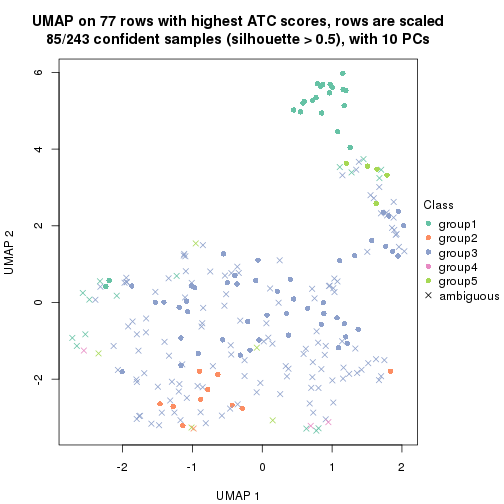 UMAP on 77 rows with highest ATC scores, rows are scaled
85/243 confident samples (silhouette > 0.5), with 10 PCs
6
4
2
0
-2
UMAP 2
-2
-1
0
1
2
UMAP 1
Class
group1
group2
group3
group4
group5
ambiguous